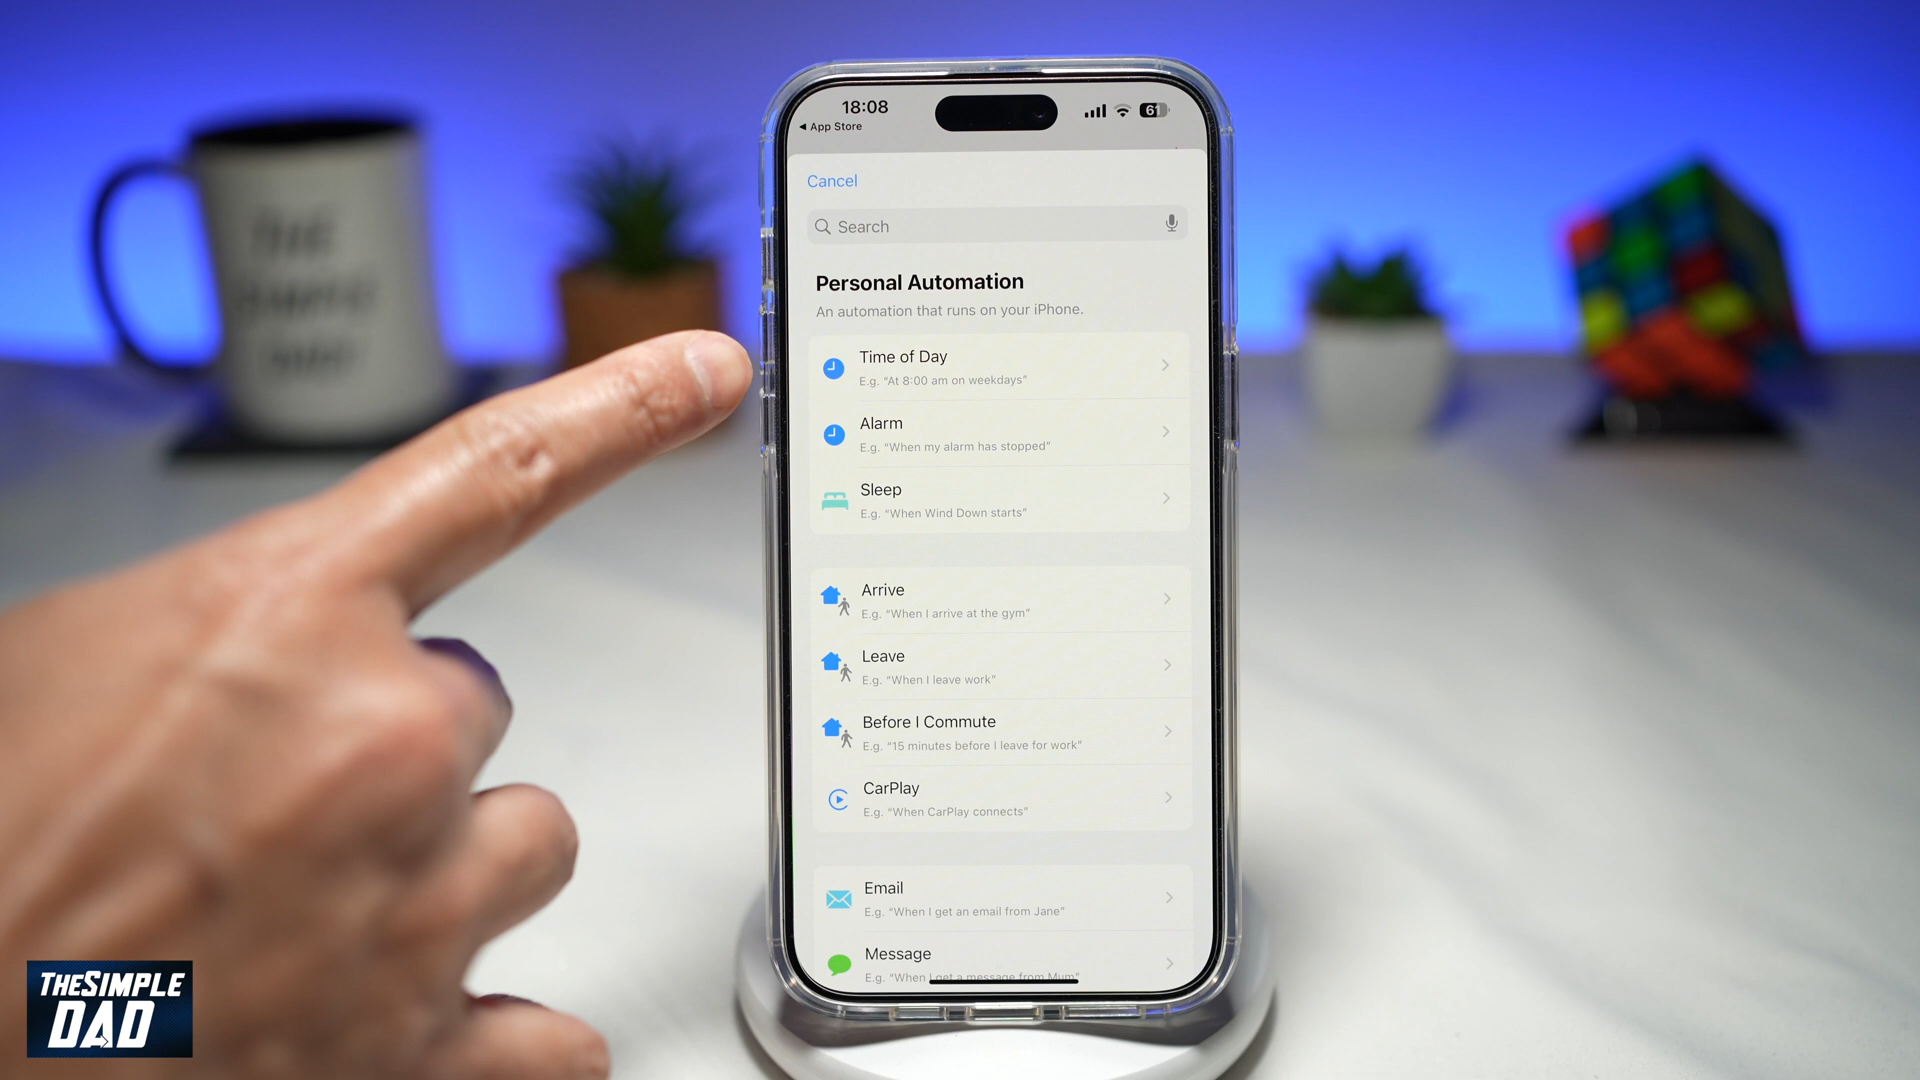 THE
SIMPLE
DAD
18:08
61
App Store
Cancel
Search
Personal Automation
An automation that runs on your iPhone.
Time of Day
E.g. “At 8:00 am on weekdays”
Alarm
E.g. “When my alarm has stopped”
Sleep
E.g. “When Wind Down starts”
Arrive
E.g. “When I arrive at the gym”
Leave
E.g. “When I leave work”
Before I Commute
E.g. “15 minutes before I leave for work”
CarPlay
E.g. “When CarPlay connects”
Email
E.g. “When I get an email from Jane”
Message
E.g. “When I get a message from Mum”
THESIMPLE
DAD